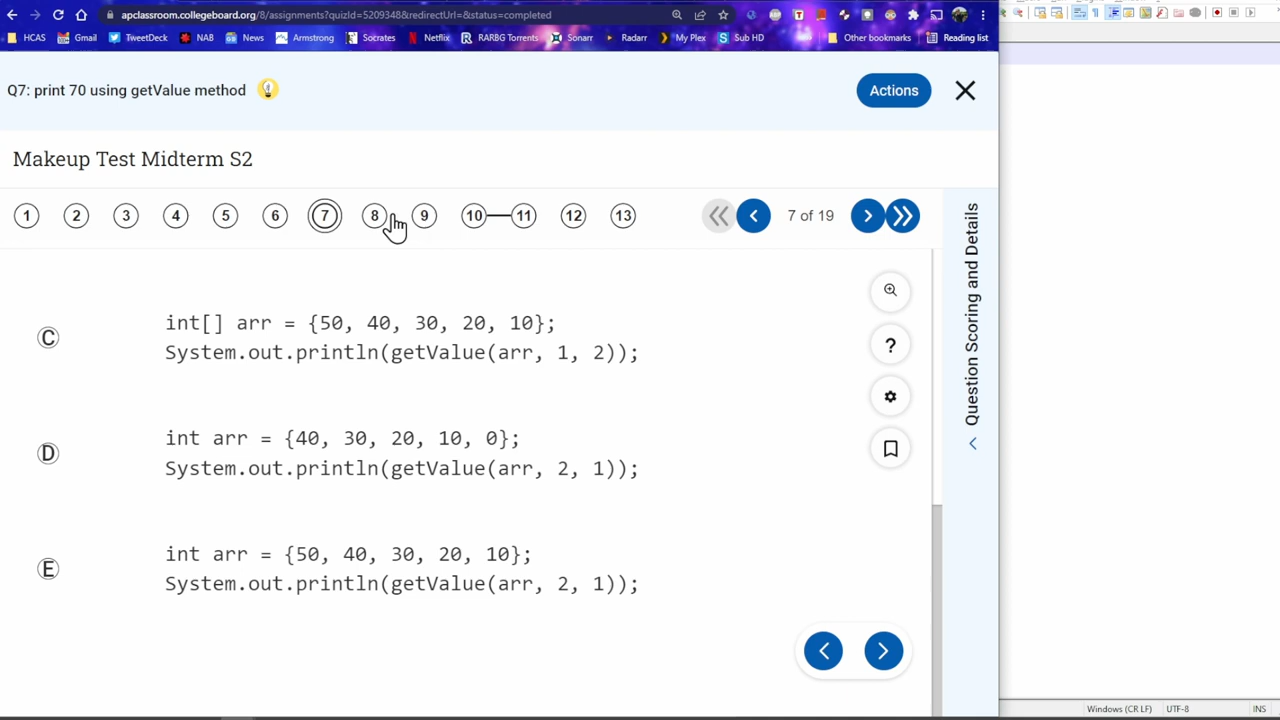 apclassroom.collegeboard.org/8/assignments?quizId=5209348&redirectUrl=&status=completed
HCAS Gmail TweetDeck NAB News Armstrong Socrates Netflix RARBG Torrents Sonarr Radarr My Plex Sub HD Other bookmarks Reading list
Q7: print 70 using getValue method
Actions
Makeup Test Midterm S2
1 2 3 4 5 6 7 8 9 10 11 12 13 7 of 19
Question Scoring and Details
C
int[] arr = {50, 40, 30, 20, 10};
System.out.println(getValue(arr, 1, 2));
?
D
int arr = {40, 30, 20, 10, 0};
System.out.println(getValue(arr, 2, 1));
E
int arr = {50, 40, 30, 20, 10};
System.out.println(getValue(arr, 2, 1));
Windows (CR LF) UTF-8 INS